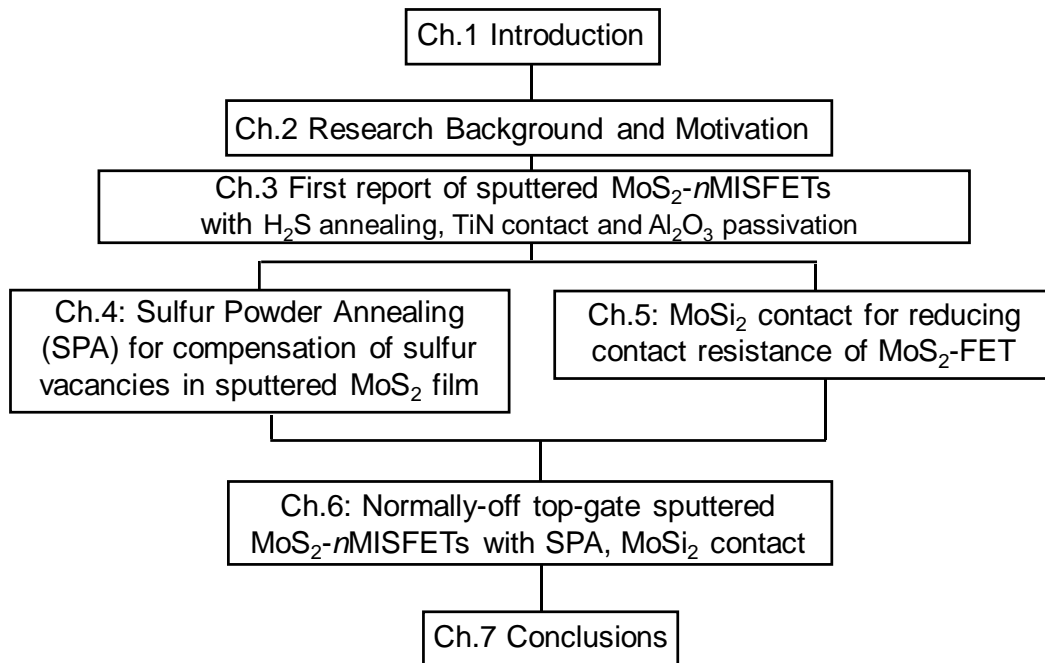 Ch.1 Introduction
Ch.2 Research Background and Motivation
Ch.3 First report of sputtered MoS₂-nMISFETs
with H₂S annealing, TiN contact and Al₂O₃ passivation
Ch.4: Sulfur Powder Annealing
(SPA) for compensation of sulfur
vacancies in sputtered MoS₂ film
Ch.5: MoSi₂ contact for reducing
contact resistance of MoS₂-FET
Ch.6: Normally-off top-gate sputtered
MoS₂-nMISFETs with SPA, MoSi₂ contact
Ch.7 Conclusions